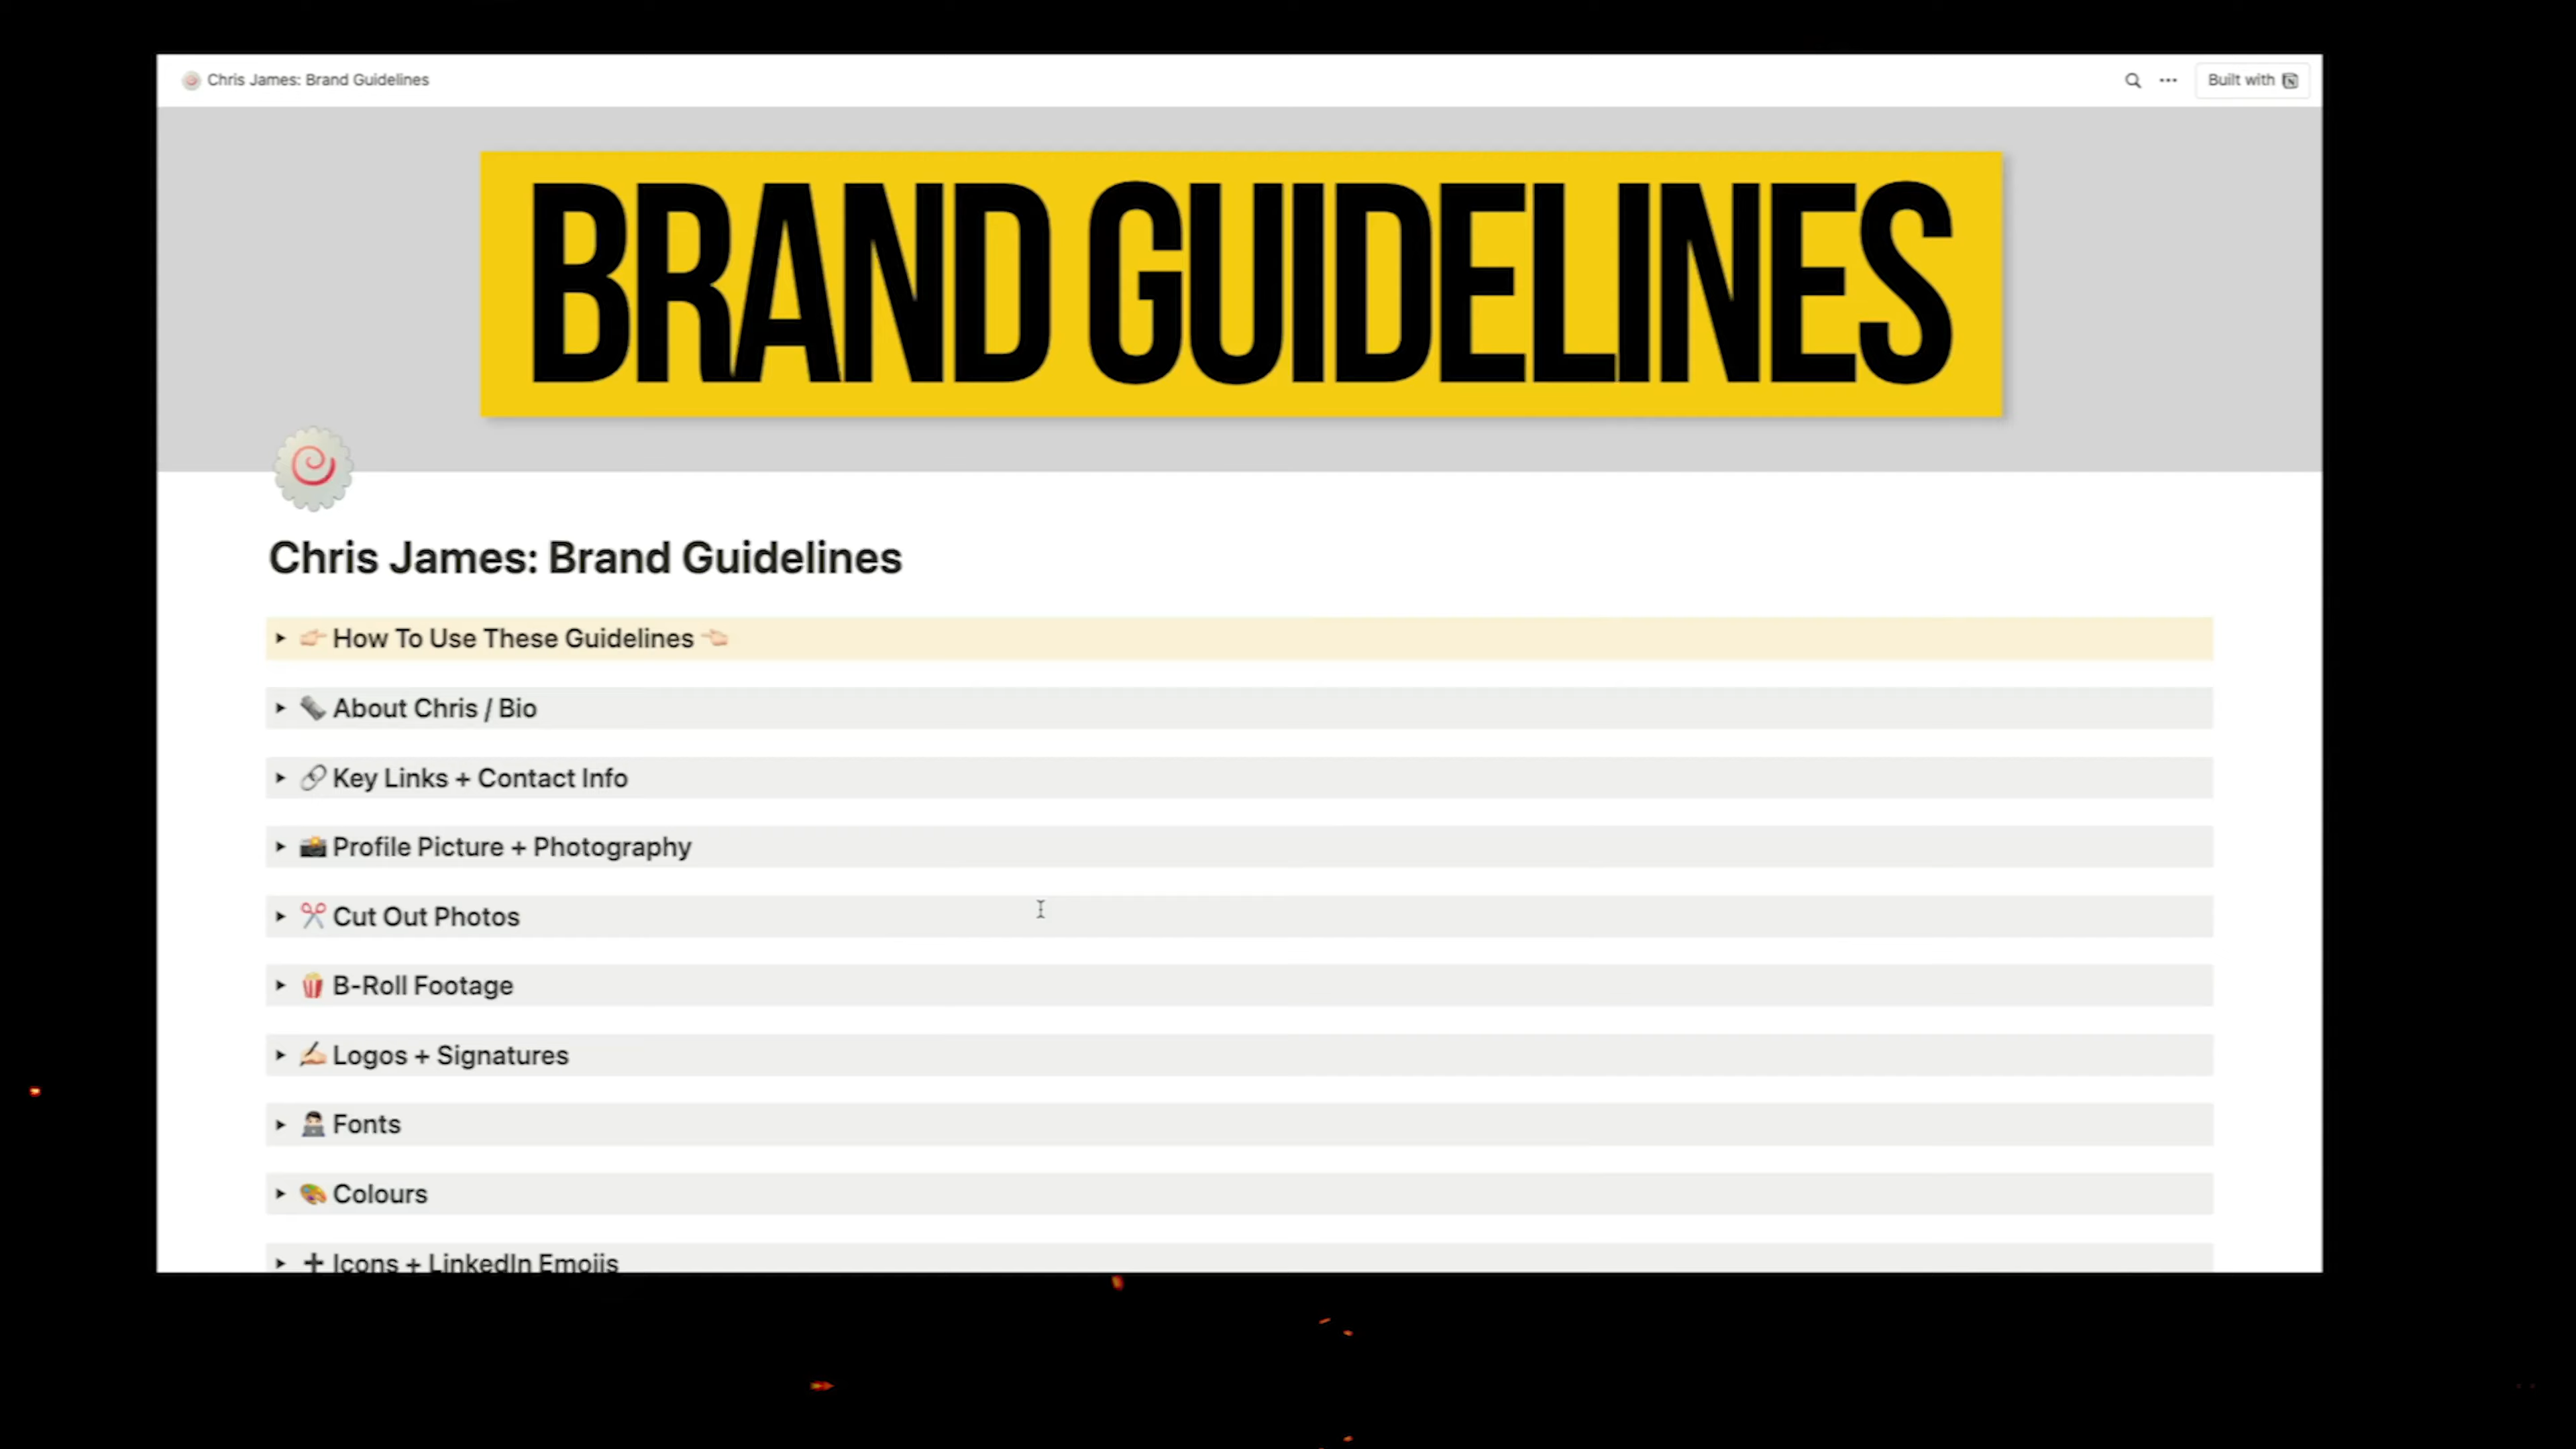 Chris James: Brand Guidelines
Built with
BRAND GUIDELINES
Chris James: Brand Guidelines
How To Use These Guidelines
About Chris / Bio
Key Links + Contact Info
Profile Picture + Photography
Cut Out Photos
B-Roll Footage
Logos + Signatures
Fonts
Colours
Icons + LinkedIn Emojis